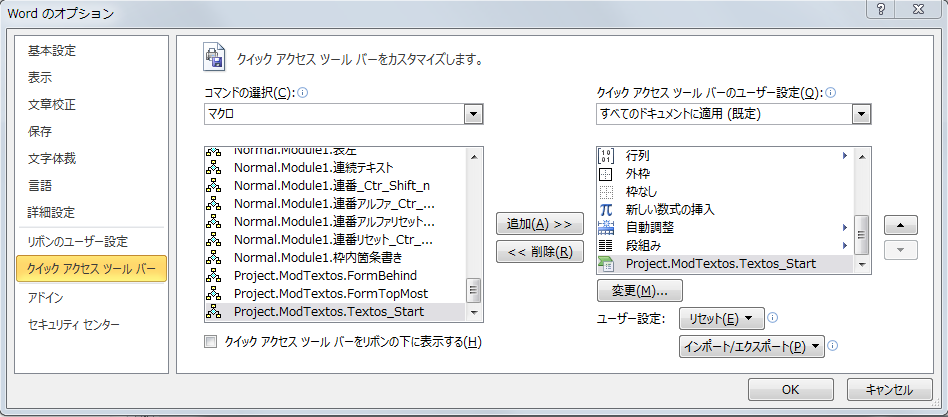 Word のオプション
基本設定
表示
文章校正
保存
文字体裁
言語
詳細設定
リボンのユーザー設定
クイック アクセス ツール バー
アドイン
セキュリティ センター
クイック アクセス ツール バーをカスタマイズします。
コマンドの選択(C):
マクロ
Normal.Module1.表左
Normal.Module1.連続テキスト
Normal.Module1.連番_Ctr_Shift_n
Normal.Module1.連番アルファ_Ctr_...
Normal.Module1.連番アルファリセット...
Normal.Module1.連番リセット_Ctr_...
Normal.Module1.枠内箇条書き
Project.ModTextos.FormBehind
Project.ModTextos.FormTopMost
Project.ModTextos.Textos_Start
クイック アクセス ツール バーをリボンの下に表示する(H)
追加(A) >>
<< 削除(R)
クイック アクセス ツール バーのユーザー設定(Q):
すべてのドキュメントに適用 (既定)
行列
外枠
枠なし
新しい数式の挿入
自動調整
段組み
Project.ModTextos.Textos_Start
変更(M)...
ユーザー設定: リセット(E)
インポート/エクスポート(P)
OK キャンセル